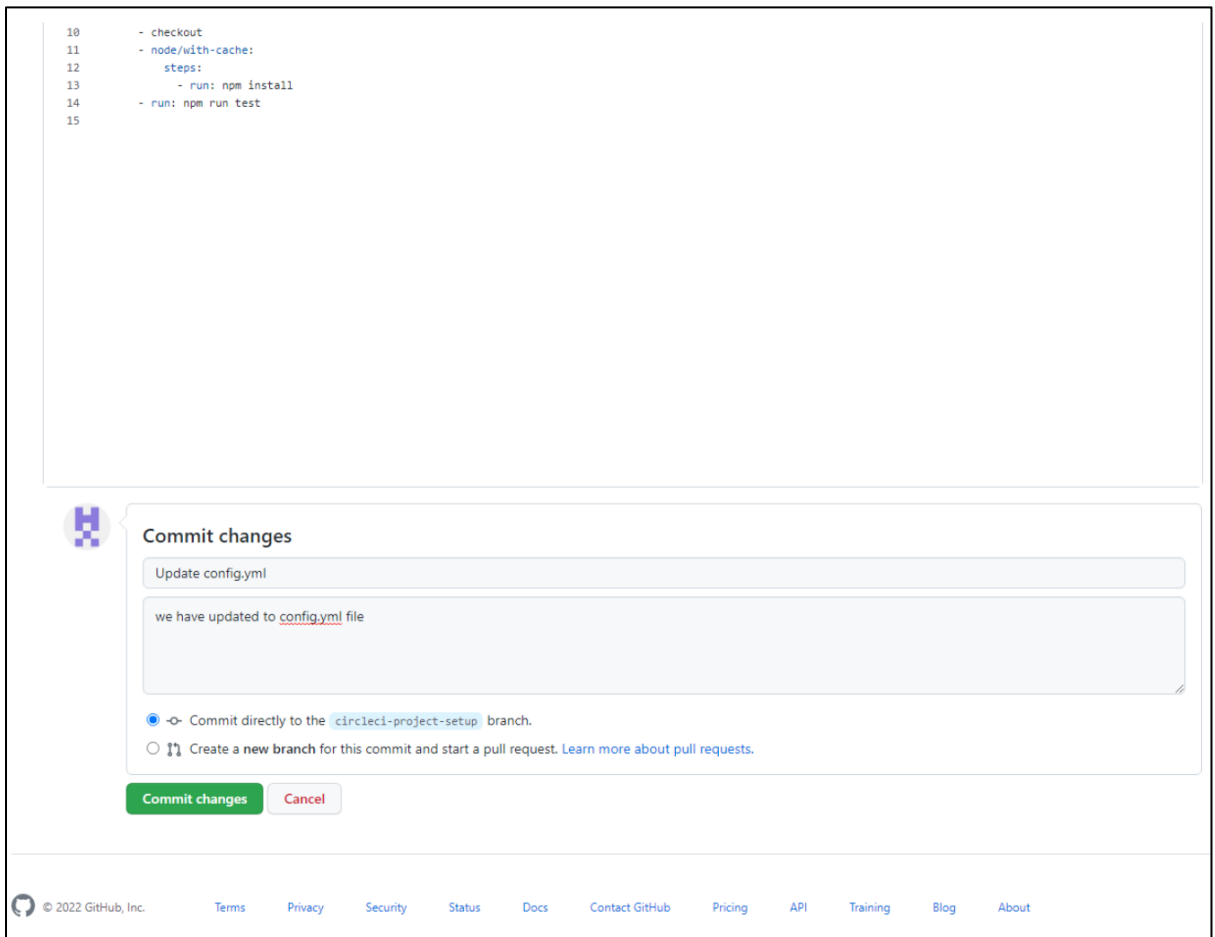 10 - checkout
11 - node/with-cache:
12 steps:
13 - run: npm install
14 - run: npm run test
15
Commit changes
Update config.yml
we have updated to config.yml file
Commit directly to the circleci-project-setup branch.
Create a new branch for this commit and start a pull request. Learn more about pull requests.
Commit changes Cancel
© 2022 GitHub, Inc. Terms Privacy Security Status Docs Contact GitHub Pricing API Training Blog About